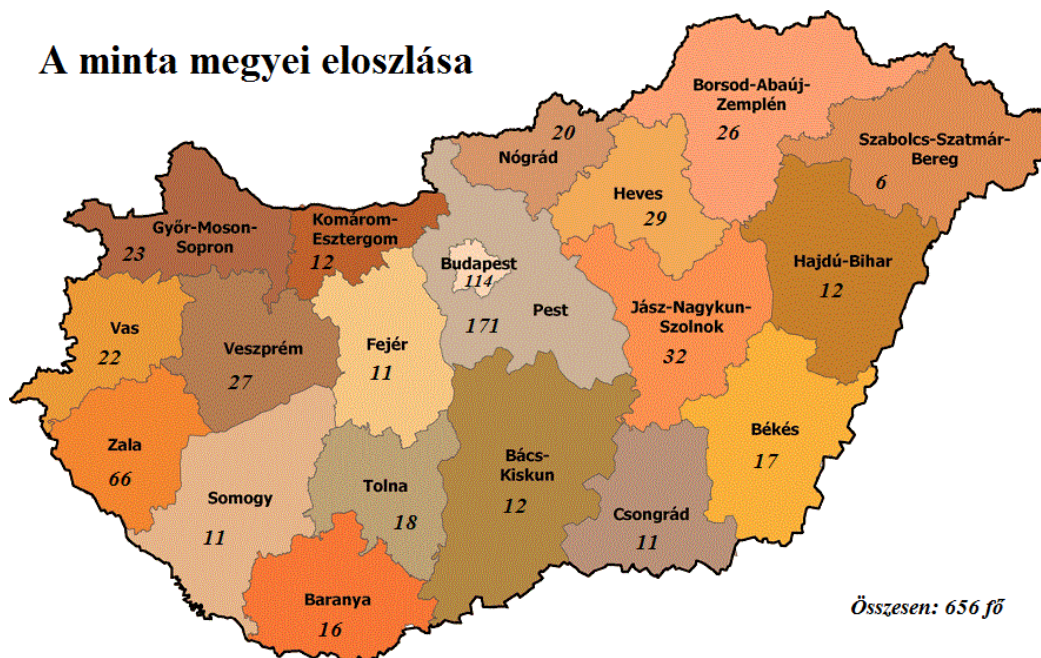 A minta megyei eloszlása
Borsod-Abaúj-
Zemplén
26
Szabolcs-Szatmár-
Bereg
6
20
Nógrád
Heves
29
Győr-Moson-
Sopron
23
Komárom-
Esztergom
12
Budapest
114
Pest
171
Hajdú-Bihar
12
Jász-Nagykun-
Szolnok
32
Vas
22
Veszprém
27
Fejér
11
Zala
66
Békés
17
Somogy
11
Tolna
18
Bács-
Kiskun
12
Csongrád
11
Baranya
16
Összesen: 656 fő